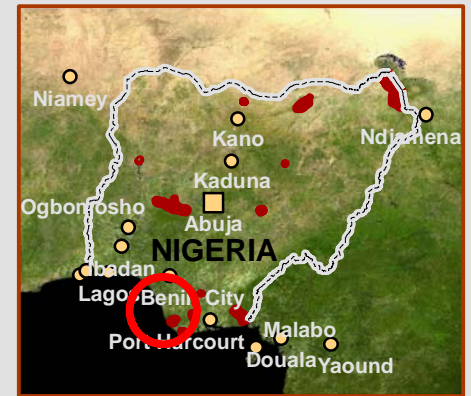 Niamey
Kano
Ndjamena
Kaduna
Ogbomosho
Abuja
NIGERIA
Ibadan
Lagos
Benin City
Port Harcourt
Malabo
Douala
Yaound